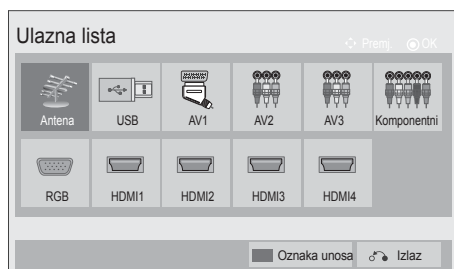 Ulazna lista
Premj. OK
Antena USB AV1 AV2 AV3 Komponentni
RGB HDMI1 HDMI2 HDMI3 HDMI4
Oznaka unosa Izlaz